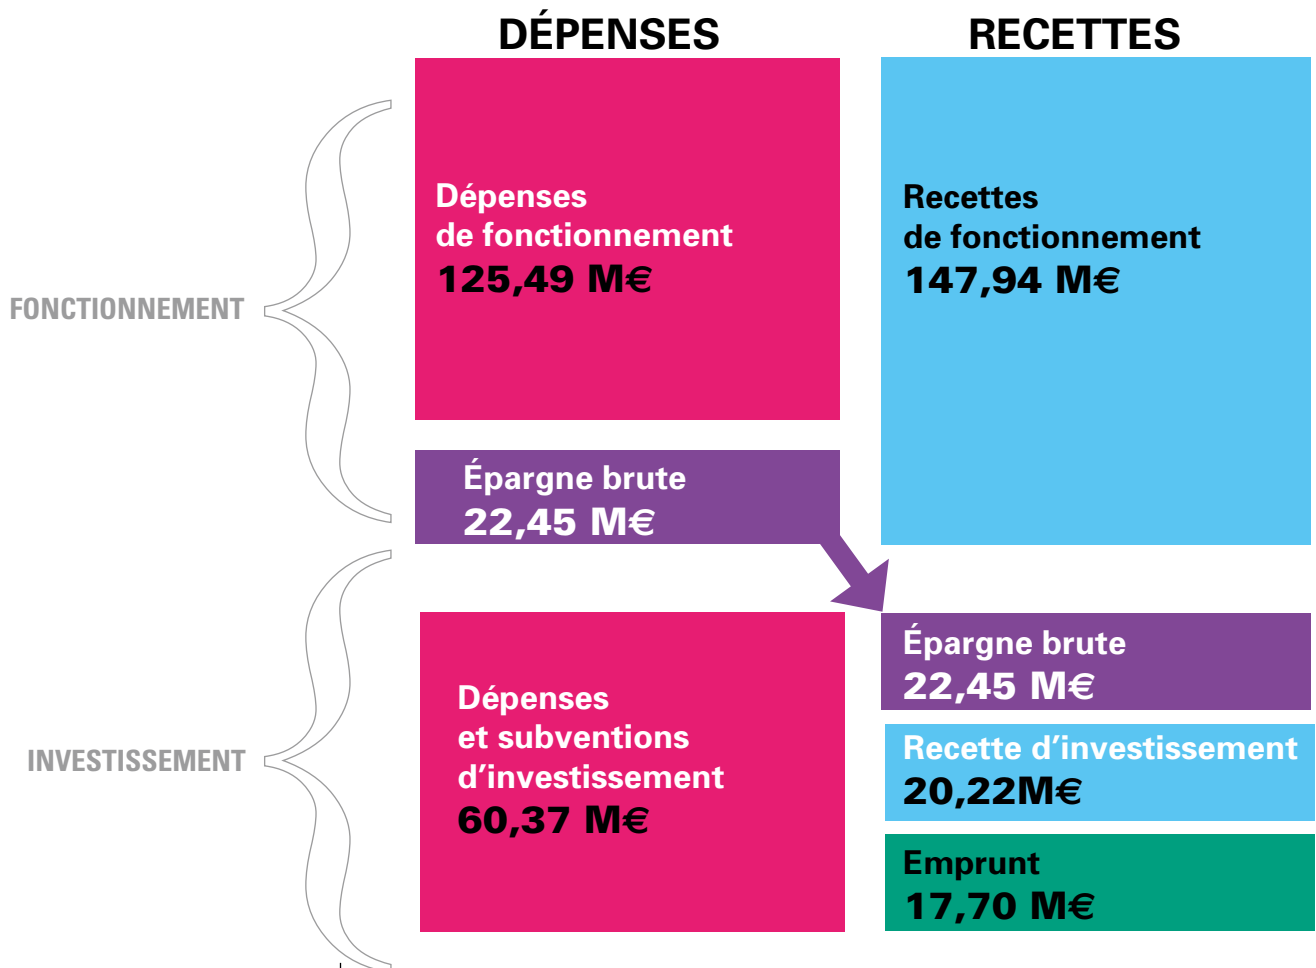 DÉPENSES
RECETTES
FONCTIONNEMENT
Dépenses
de fonctionnement
125,49 M€
Recettes
de fonctionnement
147,94 M€
Épargne brute
22,45 M€
INVESTISSEMENT
Dépenses
et subventions
d’investissement
60,37 M€
Épargne brute
22,45 M€
Recette d’investissement
20,22M€
Emprunt
17,70 M€